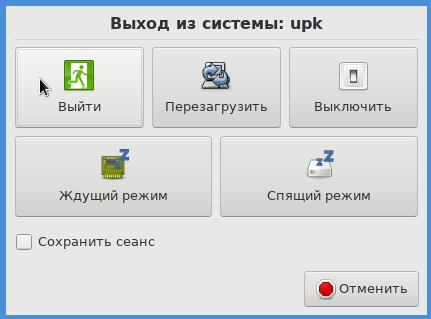 Выход из системы: upk
Выйти
Перезагрузить
Выключить
Ждущий режим
Спящий режим
Сохранить сеанс
Отменить